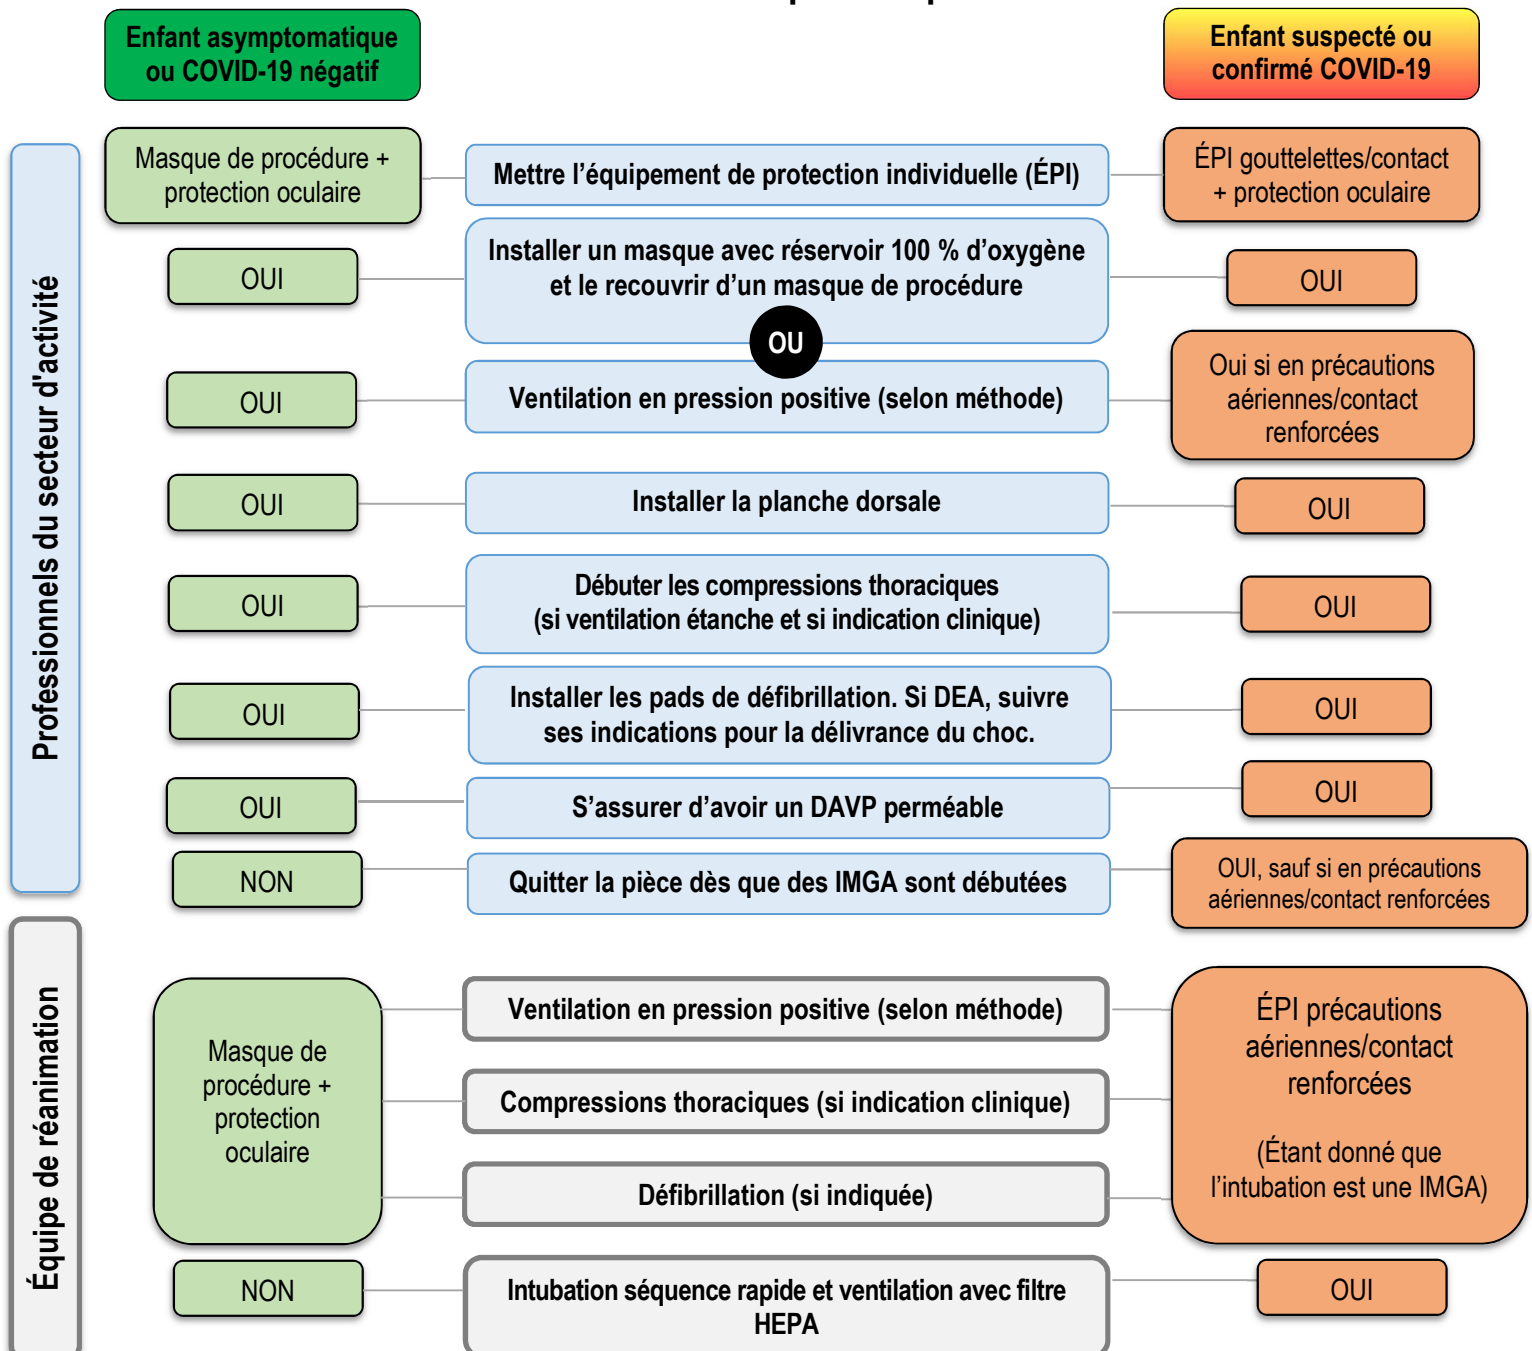 Enfant asymptomatique
ou COVID-19 négatif
Enfant suspecté ou
confirmé COVID-19
Professionnels du secteur d'activité
Masque de procédure +
protection oculaire
Mettre l’équipement de protection individuelle (ÉPI)
ÉPI gouttelettes/contact
+ protection oculaire
OUI
Installer un masque avec réservoir 100 % d’oxygène
et le recouvrir d’un masque de procédure
OUI
OU
OUI
Ventilation en pression positive (selon méthode)
Oui si en précautions
aériennes/contact
renforcées
OUI
Installer la planche dorsale
OUI
OUI
Débuter les compressions thoraciques
(si ventilation étanche et si indication clinique)
OUI
OUI
Installer les pads de défibrillation. Si DEA, suivre
ses indications pour la délivrance du choc.
OUI
OUI
S’assurer d’avoir un DAVP perméable
OUI
NON
Quitter la pièce dès que des IMGA sont débutées
OUI, sauf si en précautions
aériennes/contact renforcées
Équipe de réanimation
Masque de
procédure +
protection
oculaire
Ventilation en pression positive (selon méthode)
Compressions thoraciques (si indication clinique)
Défibrillation (si indiquée)
ÉPI précautions
aériennes/contact
renforcées
(Étant donné que
l’intubation est une IMGA)
NON
Intubation séquence rapide et ventilation avec filtre
HEPA
OUI